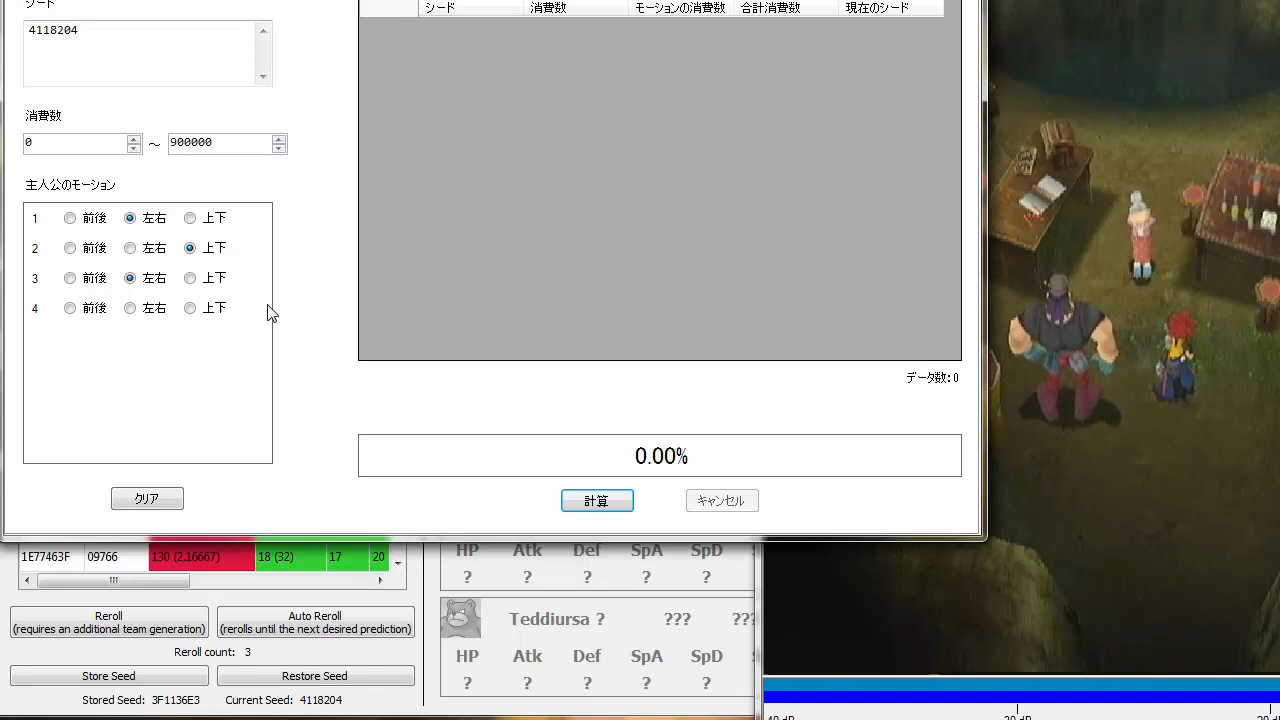 シード
シード 消費数 モーションの消費数 合計消費数 現在のシード
4118204
消費数
0 ～ 900000
主人公のモーション
1 前後 左右 上下
2 前後 左右 上下
3 前後 左右 上下
4 前後 左右 上下
データ数:0
0.00%
クリア 計算 キャンセル
1E77463F 09766 130 (2.16667) 18 (32) 17 20
HP Atk Def SpA SpD
? ? ? ? ?
Reroll
(requires an additional team generation)
Auto Reroll
(rerolls until the next desired prediction)
Reroll count: 3
Store Seed Restore Seed
Stored Seed: 3F1136E3 Current Seed: 4118204
Teddiursa ? ??? ???
HP Atk Def SpA SpD
? ? ? ? ?